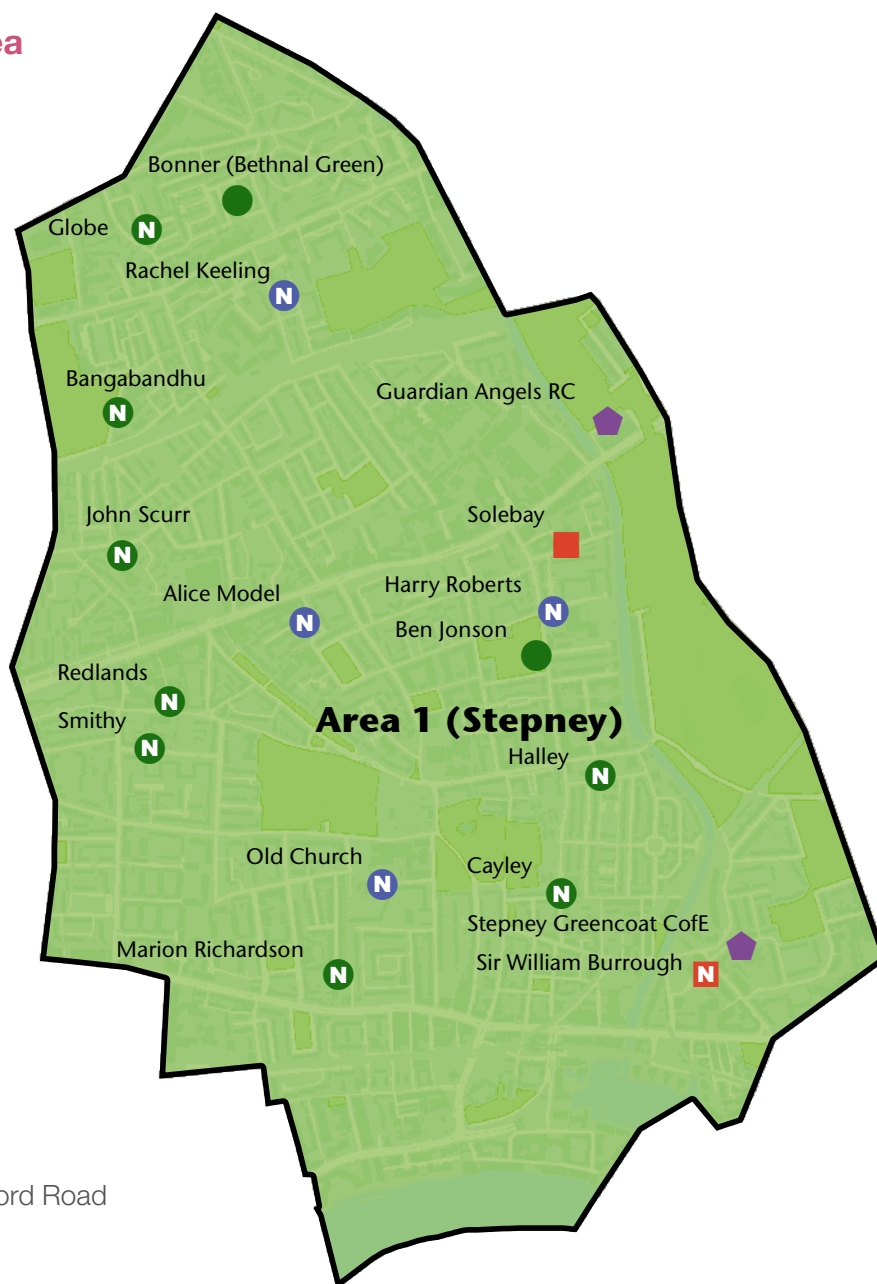 ea
Bonner (Bethnal Green)
Globe
N
Rachel Keeling
N
Bangabandhu
N
Guardian Angels RC
John Scurr
N
Solebay
Alice Model
N
Harry Roberts
N
Ben Jonson
Redlands
N
Smithy
N
Area 1 (Stepney)
Halley
N
Old Church
N
Cayley
N
Stepney Greencoat CofE
Marion Richardson
N
Sir William Burrough
N
ord Road